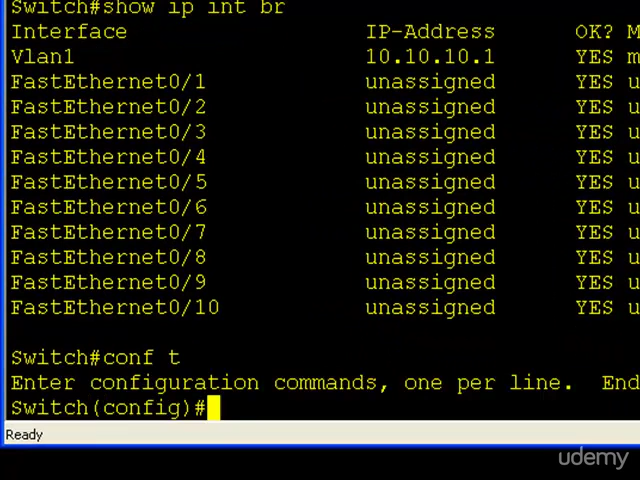 Switch#show ip int br
Interface IP-Address OK? M
Vlan1 10.10.10.1 YES m
FastEthernet0/1 unassigned YES u
FastEthernet0/2 unassigned YES u
FastEthernet0/3 unassigned YES u
FastEthernet0/4 unassigned YES u
FastEthernet0/5 unassigned YES u
FastEthernet0/6 unassigned YES u
FastEthernet0/7 unassigned YES u
FastEthernet0/8 unassigned YES u
FastEthernet0/9 unassigned YES u
FastEthernet0/10 unassigned YES u
Switch#conf t
Enter configuration commands, one per line. End
Switch(config)#
Ready
udemy